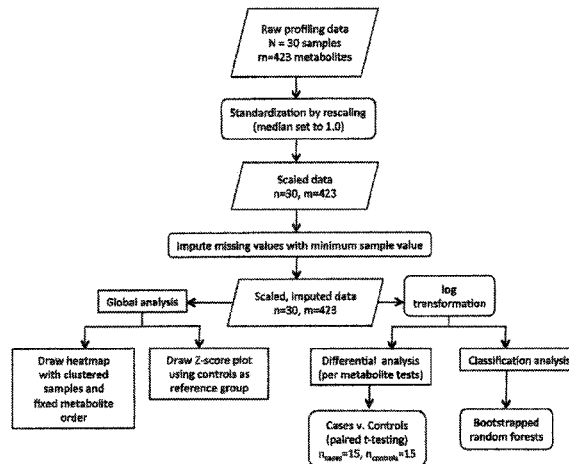 Raw profiling data
N = 30 samples
m=423 metabolites
Standardization by rescaling
(median set to 1.0)
Scaled data
n=30, m=423
Impute missing values with minimum sample value
Scaled, imputed data
n=30, m=423
Global analysis
log
transformation
Draw heatmap
with clustered
samples and
fixed metabolite
order
Draw Z-score plot
using controls as
reference group
Differential analysis
(per metabolite tests)
Classification analysis
Cases v. Controls
(paired t-testing)
ncases=15, ncontrols=15
Bootstrapped
random forests